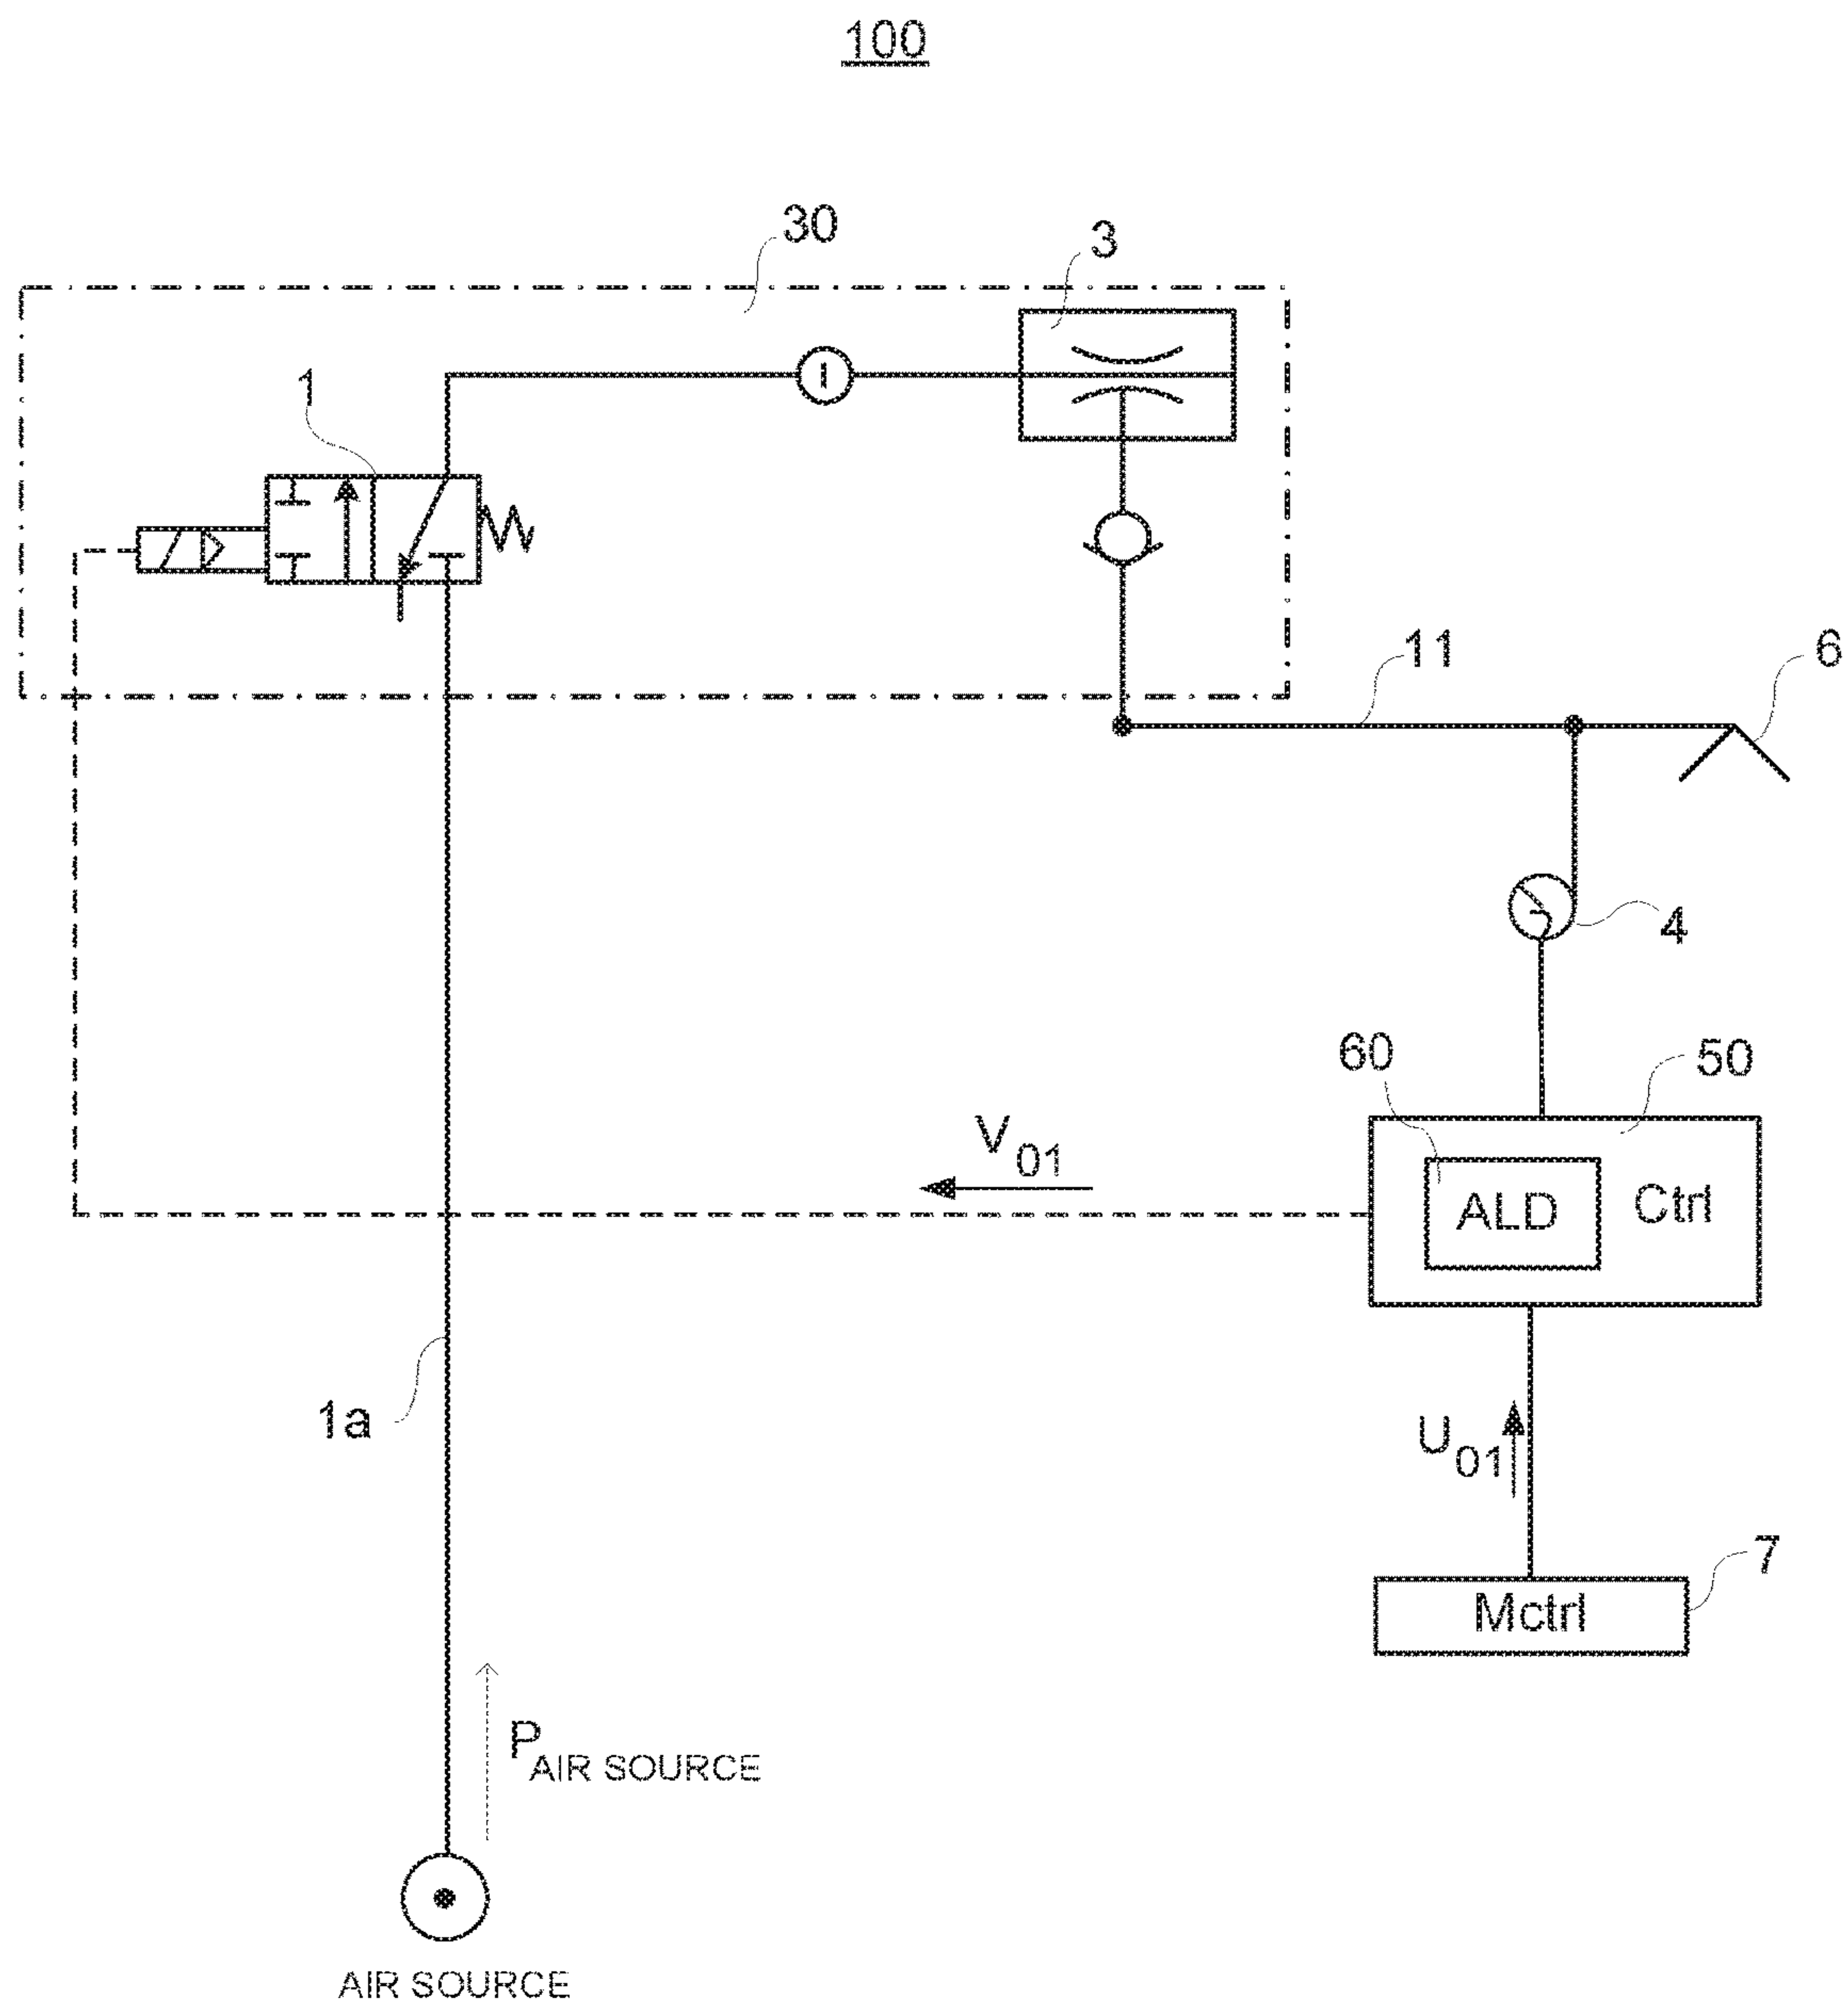 100
30
3
1
11
6
4
60
50
V01
ALD
Ctrl
1a
U01
7
Mctrl
PAIR SOURCE
AIR SOURCE